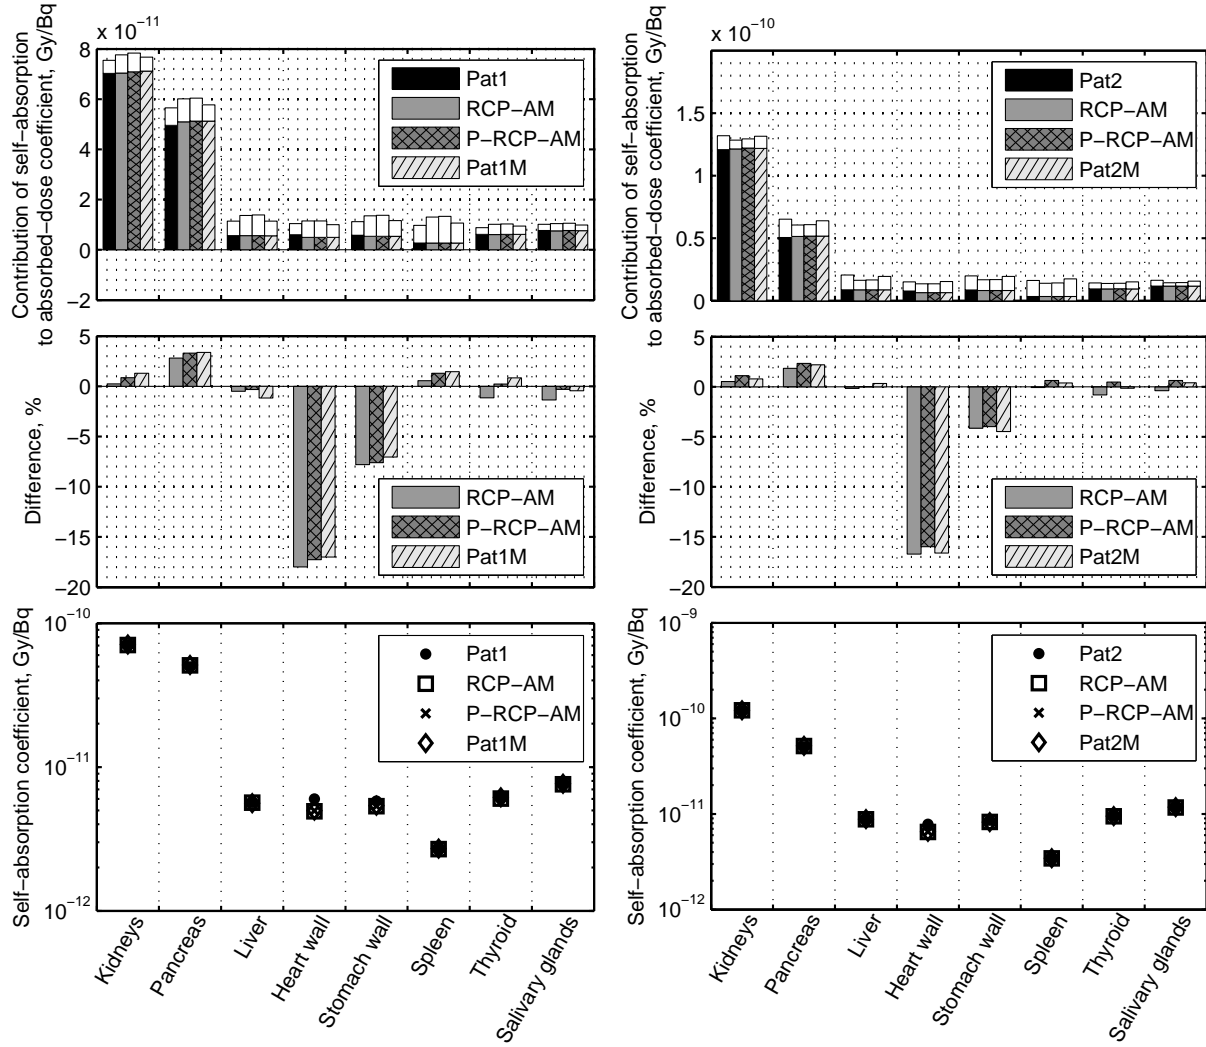 Contribution of self−absorption
to absorbed−dose coefficient, Gy/Bq
x 10−11
8
6
4
2
0
−2
Pat1
RCP−AM
P−RCP−AM
Pat1M
Contribution of self−absorption
to absorbed−dose coefficient, Gy/Bq
x 10−10
1.5
1
0.5
0
Pat2
RCP−AM
P−RCP−AM
Pat2M
Difference, %
5
0
−5
−10
−15
−20
RCP−AM
P−RCP−AM
Pat1M
Difference, %
5
0
−5
−10
−15
−20
RCP−AM
P−RCP−AM
Pat2M
Self−absorption coefficient, Gy/Bq
10−10
10−11
10−12
Pat1
RCP−AM
P−RCP−AM
Pat1M
Kidneys
Pancreas
Liver
Heart wall
Stomach wall
Spleen
Thyroid
Salivary glands
Self−absorption coefficient, Gy/Bq
10−9
10−10
10−11
10−12
Pat2
RCP−AM
P−RCP−AM
Pat2M
Kidneys
Pancreas
Liver
Heart wall
Stomach wall
Spleen
Thyroid
Salivary glands